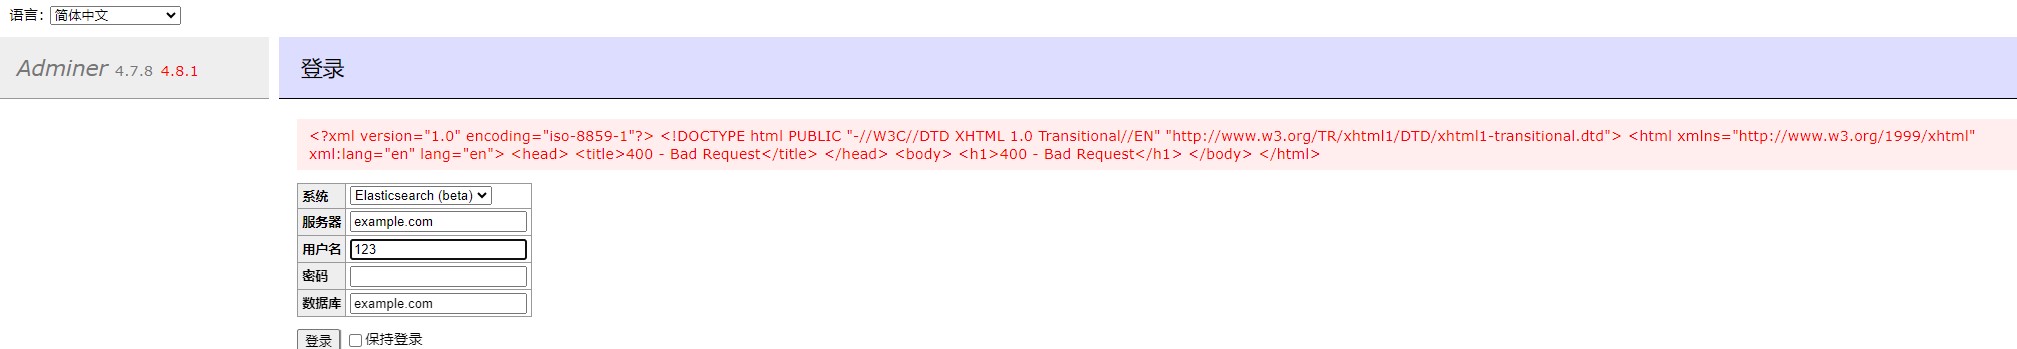 语言: 简体中文
Adminer 4.7.8 4.8.1
登录
<?xml version="1.0" encoding="iso-8859-1"?> <!DOCTYPE html PUBLIC "-//W3C//DTD XHTML 1.0 Transitional//EN" "http://www.w3.org/TR/xhtml1/DTD/xhtml1-transitional.dtd"> <html xmlns="http://www.w3.org/1999/xhtml"
xml:lang="en" lang="en"> <head> <title>400 - Bad Request</title> </head> <body> <h1>400 - Bad Request</h1> </body> </html>
系统 Elasticsearch (beta)
服务器 example.com
用户名 123
密码
数据库 example.com
登录 保持登录